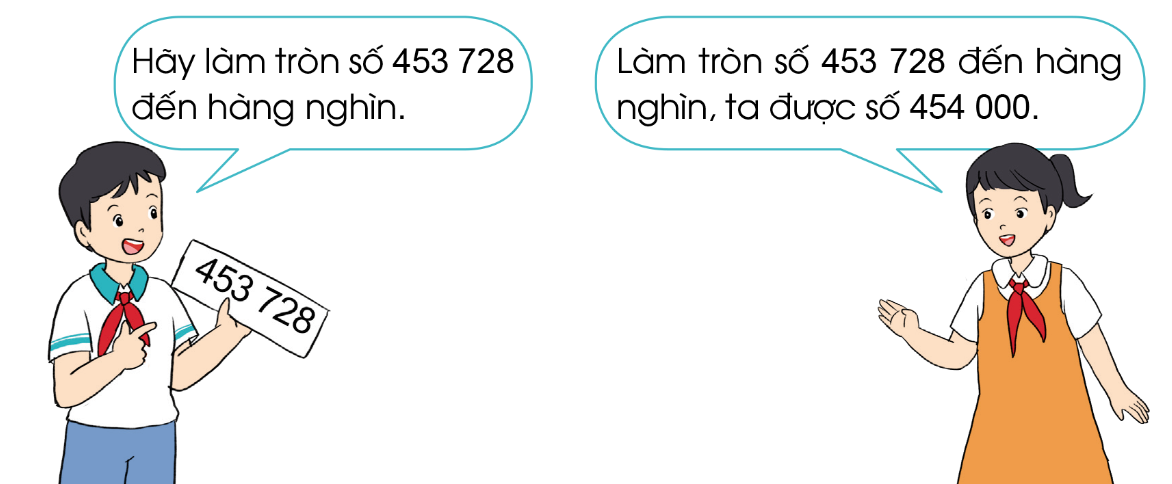 Hãy làm tròn số 453 728
đến hàng nghìn.
Làm tròn số 453 728 đến hàng
nghìn, ta được số 454 000.
453 728